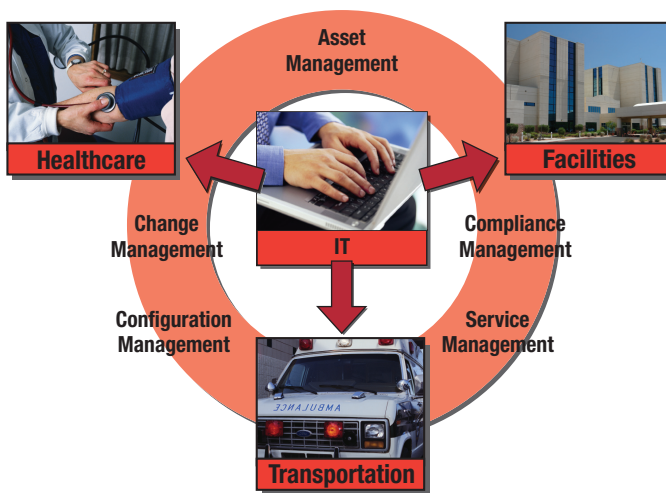 Asset
Management
Healthcare
Facilities
IT
Change
Management
Compliance
Management
Configuration
Management
Service
Management
AMBULANCE
Transportation